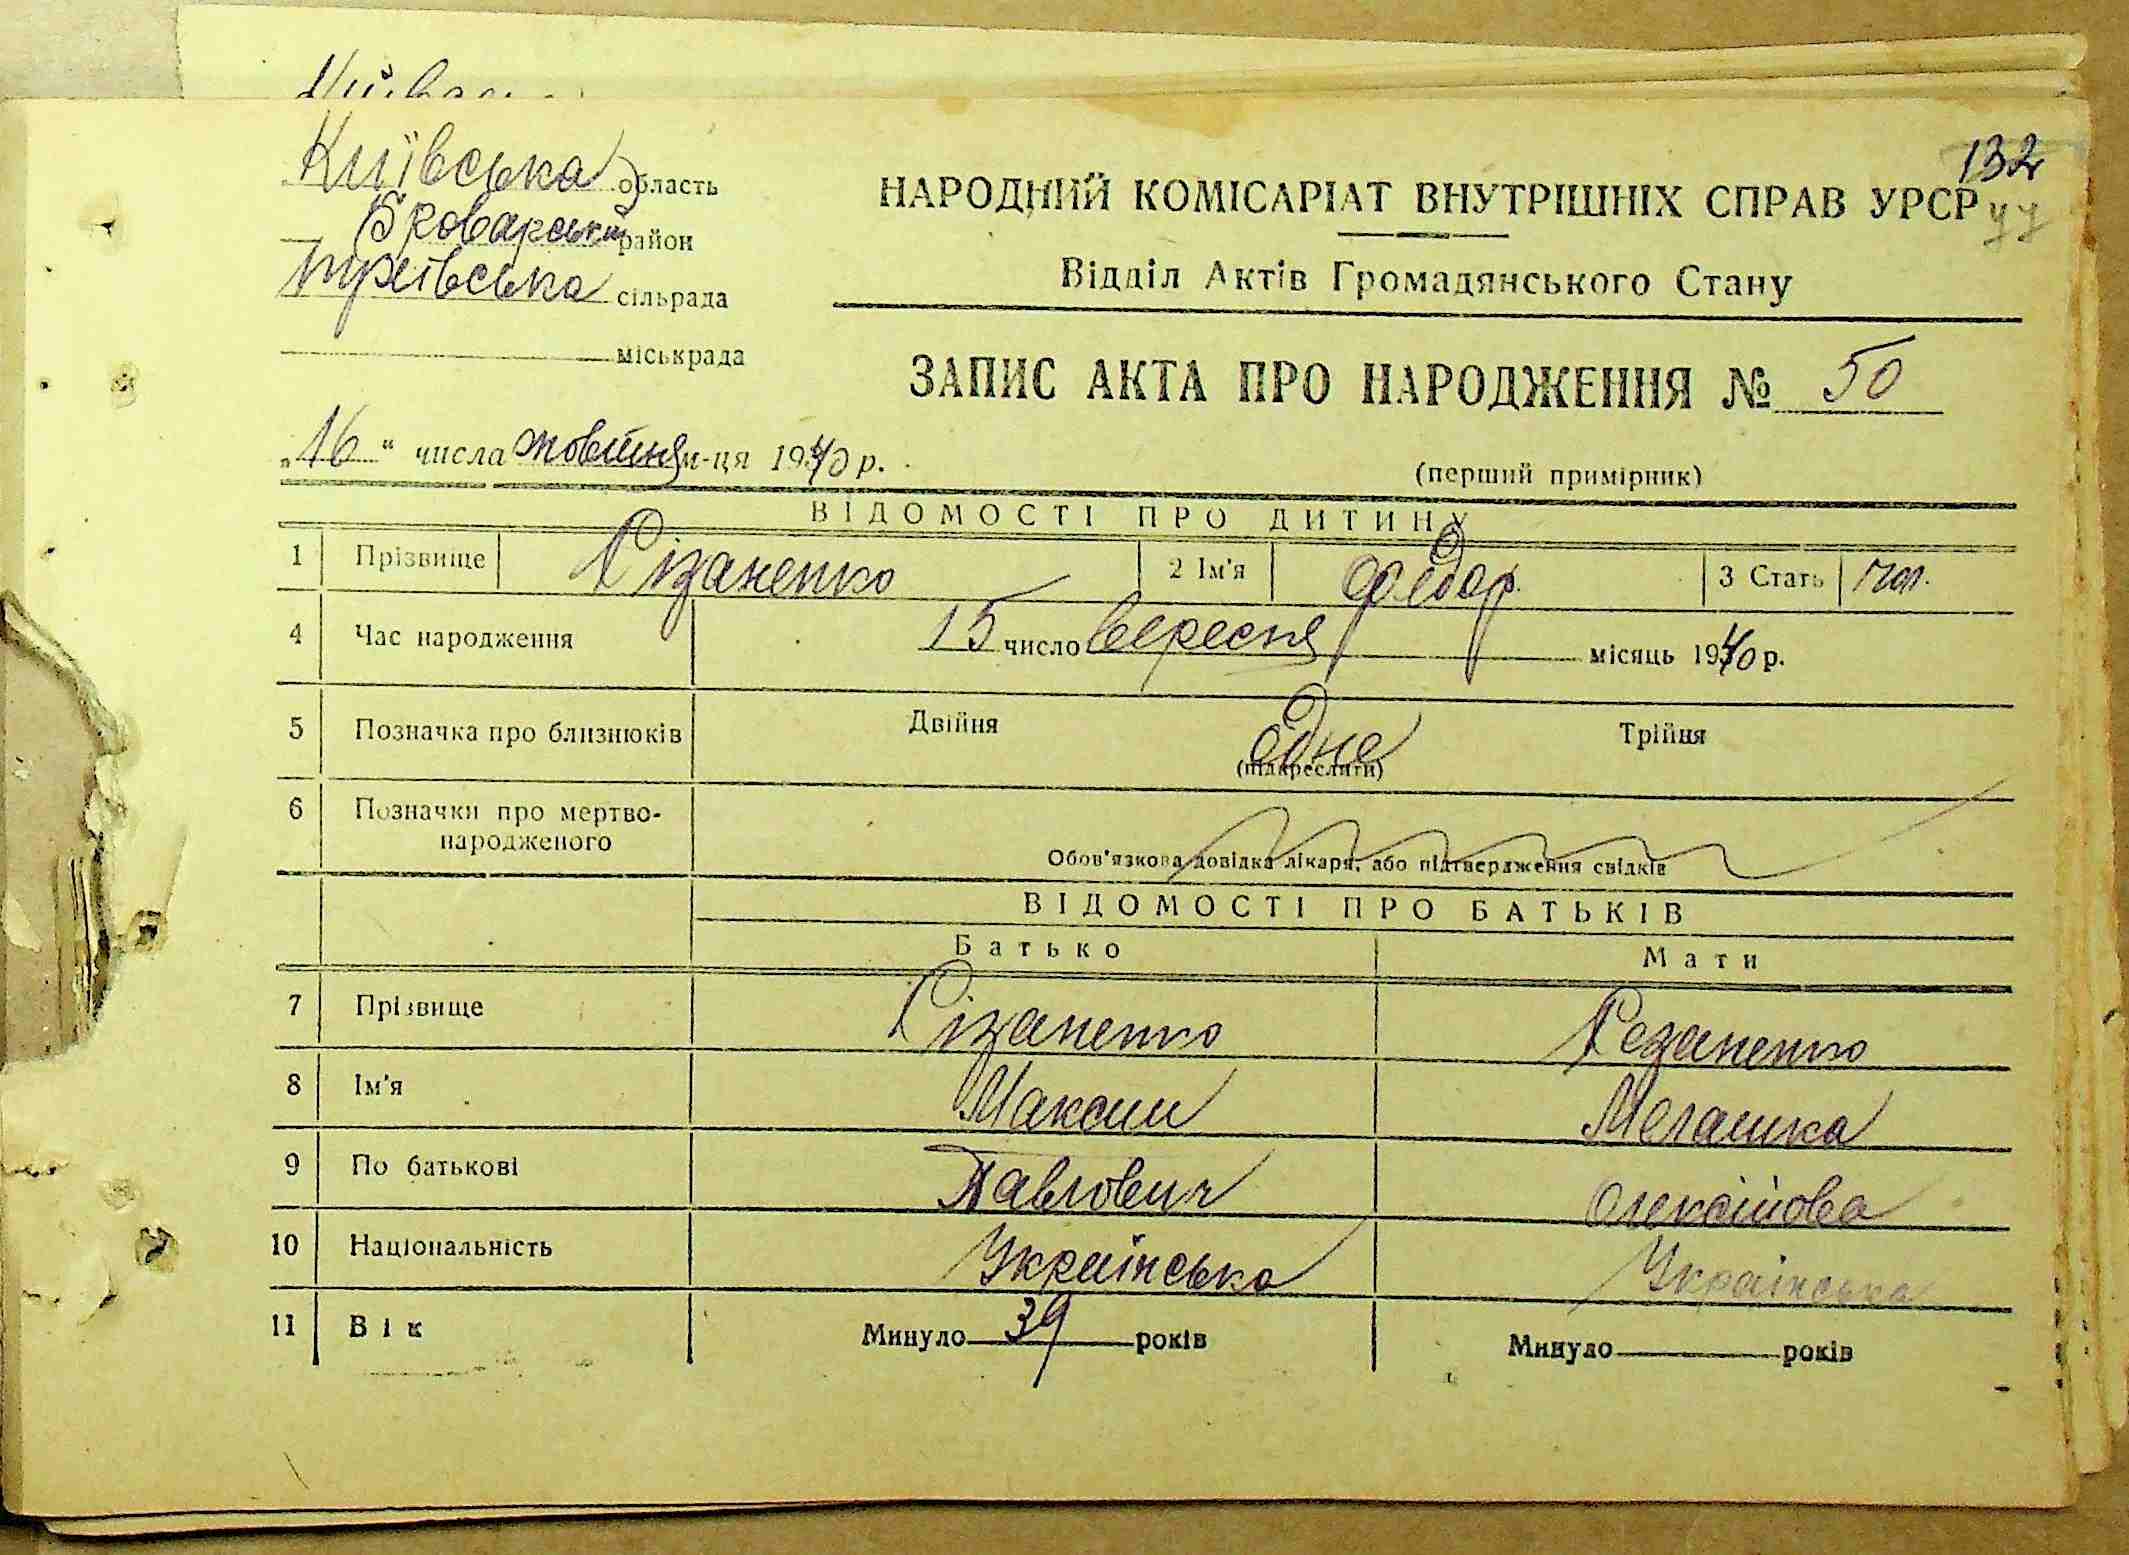 Київська область
Броварський район
сільрада
міськрада
132
НАРОДНИЙ КОМІСАРІАТ ВНУТРІШНІХ СПРАВ УРСР
Відділ Актів Громадянського Стану
ЗАПИС АКТА ПРО НАРОДЖЕННЯ № 50
„16“ числа жовтня м-ця 1940 р.
(перший примірник)
ВІДОМОСТІ ПРО ДИТИНУ
1 Прізвище Різаненко 2 Ім'я Федор 3 Стать чол.
4 Час народження 15 число вересня місяць 1940 р.
5 Позначка про близнюків Двійня одне Трійня
(підкреслити)
6 Позначки про мертво-
народженого
Обов'язкова довідка лікаря, або підтвердження свідків
ВІДОМОСТІ ПРО БАТЬКІВ
Батько Мати
7 Прізвище Різаненко Резаненко
8 Ім'я Максим Мелашка
9 По батькові Павлович Олексійова
10 Національність Українська Українська
11 Вік Минуло 39 років Минуло років